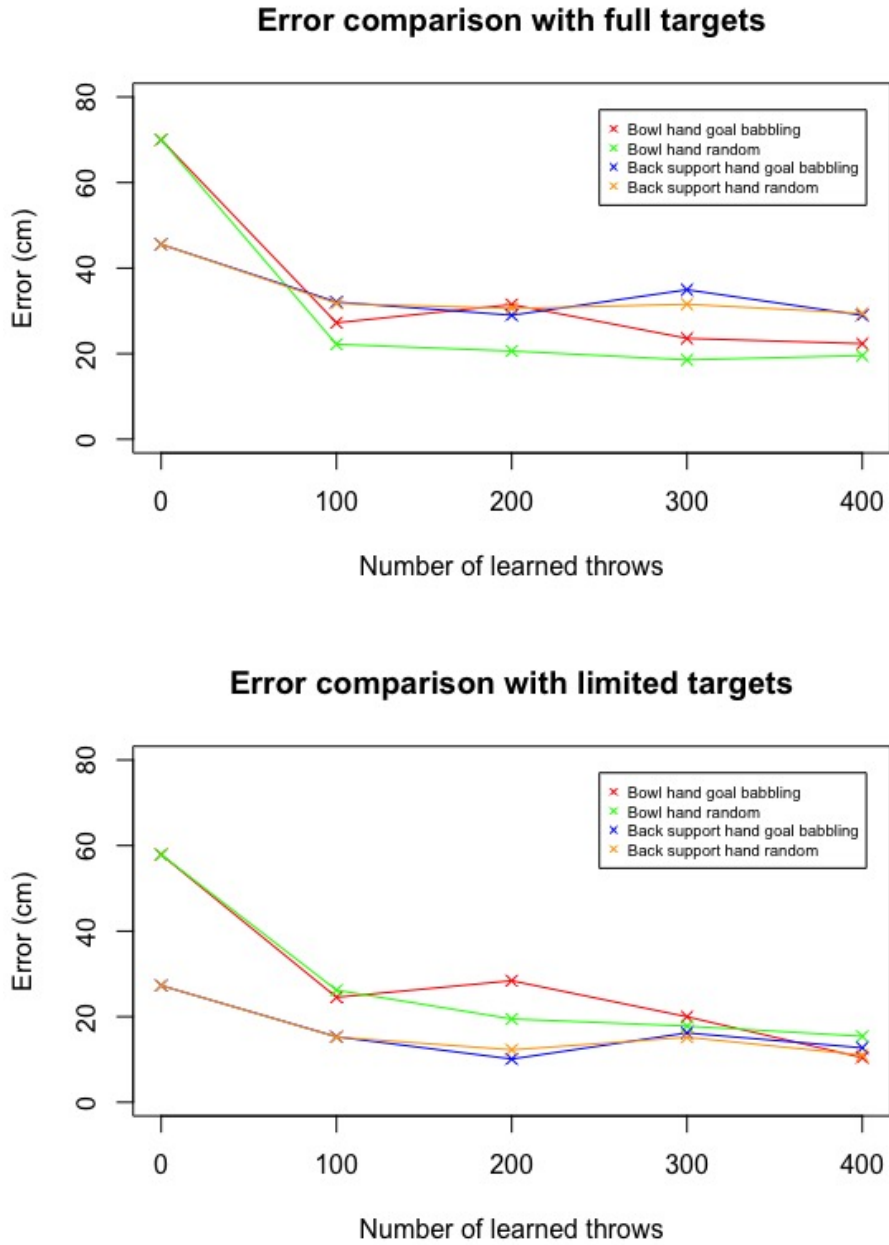 Error comparison with full targets
80
60
40
20
0
Error (cm)
Bowl hand goal babbling
Bowl hand random
Back support hand goal babbling
Back support hand random
0 100 200 300 400
Number of learned throws
Error comparison with limited targets
80
60
40
20
0
Error (cm)
Bowl hand goal babbling
Bowl hand random
Back support hand goal babbling
Back support hand random
0 100 200 300 400
Number of learned throws